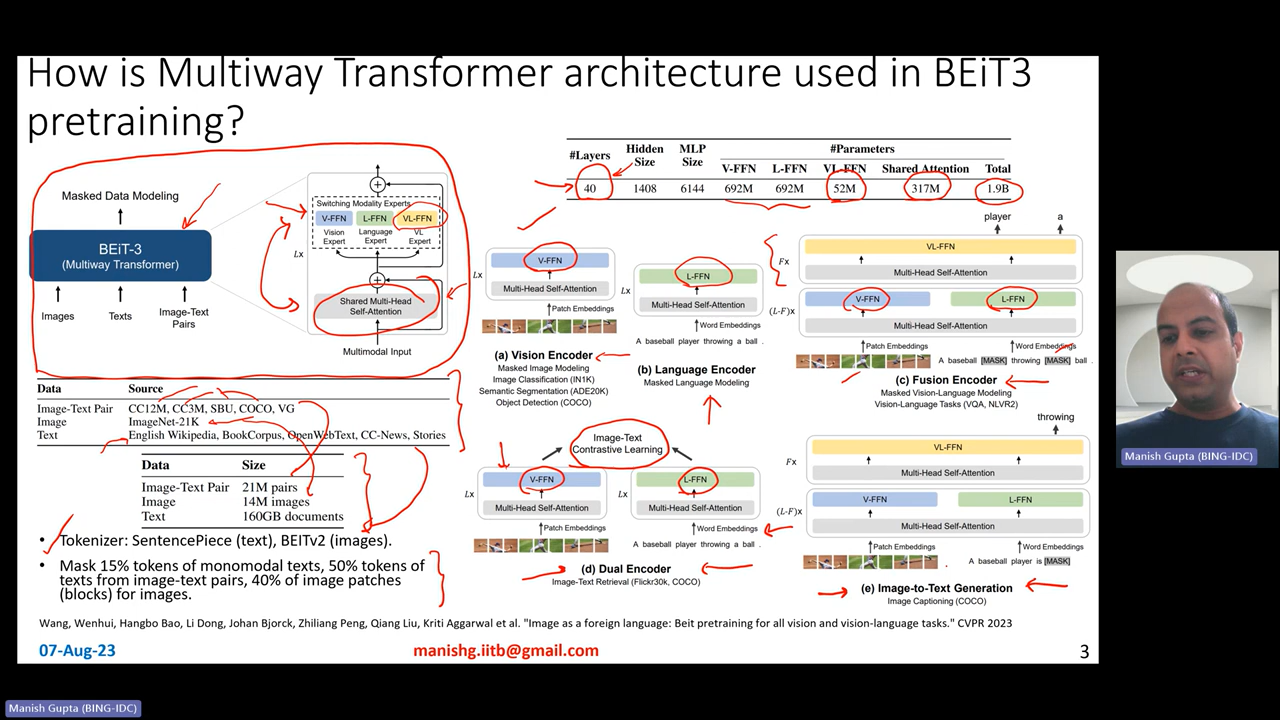 How is Multiway Transformer architecture used in BEiT3
pretraining?
Masked Data Modeling
BEiT-3
(Multiway Transformer)
Images
Texts
Image-Text
Pairs
Switching Modality Experts
V-FFN
L-FFN
VL-FFN
Vision
Expert
Language
Expert
VL
Expert
Lx
Shared Multi-Head
Self-Attention
Multimodal Input
#Layers Hidden Size MLP Size #Parameters
V-FFN L-FFN VL-FFN Shared Attention Total
40 1408 6144 692M 692M 52M 317M 1.9B
Data Source
Image-Text Pair CC12M, CC3M, SBU, COCO, VG
Image ImageNet-21K
Text English Wikipedia, BookCorpus, OpenWebText, CC-News, Stories
Data Size
Image-Text Pair 21M pairs
Image 14M images
Text 160GB documents
• Tokenizer: SentencePiece (text), BEITv2 (images).
• Mask 15% tokens of monomodal texts, 50% tokens of
texts from image-text pairs, 40% of image patches
(blocks) for images.
Lx
V-FFN
Multi-Head Self-Attention
Patch Embeddings
(a) Vision Encoder
Masked Image Modeling
Image Classification (IN1K)
Semantic Segmentation (ADE20K)
Object Detection (COCO)
Lx
L-FFN
Multi-Head Self-Attention
Word Embeddings
A baseball player throwing a ball .
(b) Language Encoder
Masked Language Modeling
player a
Fx
VL-FFN
Multi-Head Self-Attention
(L-F)x
V-FFN L-FFN
Multi-Head Self-Attention
Patch Embeddings Word Embeddings
A baseball [MASK] throwing [MASK] ball .
(c) Fusion Encoder
Masked Vision-Language Modeling
Vision-Language Tasks (VQA, NLVR2)
Image-Text
Contrastive Learning
Lx
V-FFN
Multi-Head Self-Attention
Patch Embeddings
Lx
L-FFN
Multi-Head Self-Attention
Word Embeddings
A baseball player throwing a ball .
(d) Dual Encoder
Image-Text Retrieval (Flickr30k, COCO)
throwing
Fx
VL-FFN
Multi-Head Self-Attention
(L-F)x
V-FFN L-FFN
Multi-Head Self-Attention
Patch Embeddings Word Embeddings
A baseball player is [MASK]
(e) Image-to-Text Generation
Image Captioning (COCO)
Wang, Wenhui, Hangbo Bao, Li Dong, Johan Bjorck, Zhiliang Peng, Qiang Liu, Kriti Aggarwal et al. "Image as a foreign language: Beit pretraining for all vision and vision-language tasks." CVPR 2023
07-Aug-23
manishg.iitb@gmail.com
3
Manish Gupta (BING-IDC)
Manish Gupta (BING-IDC)